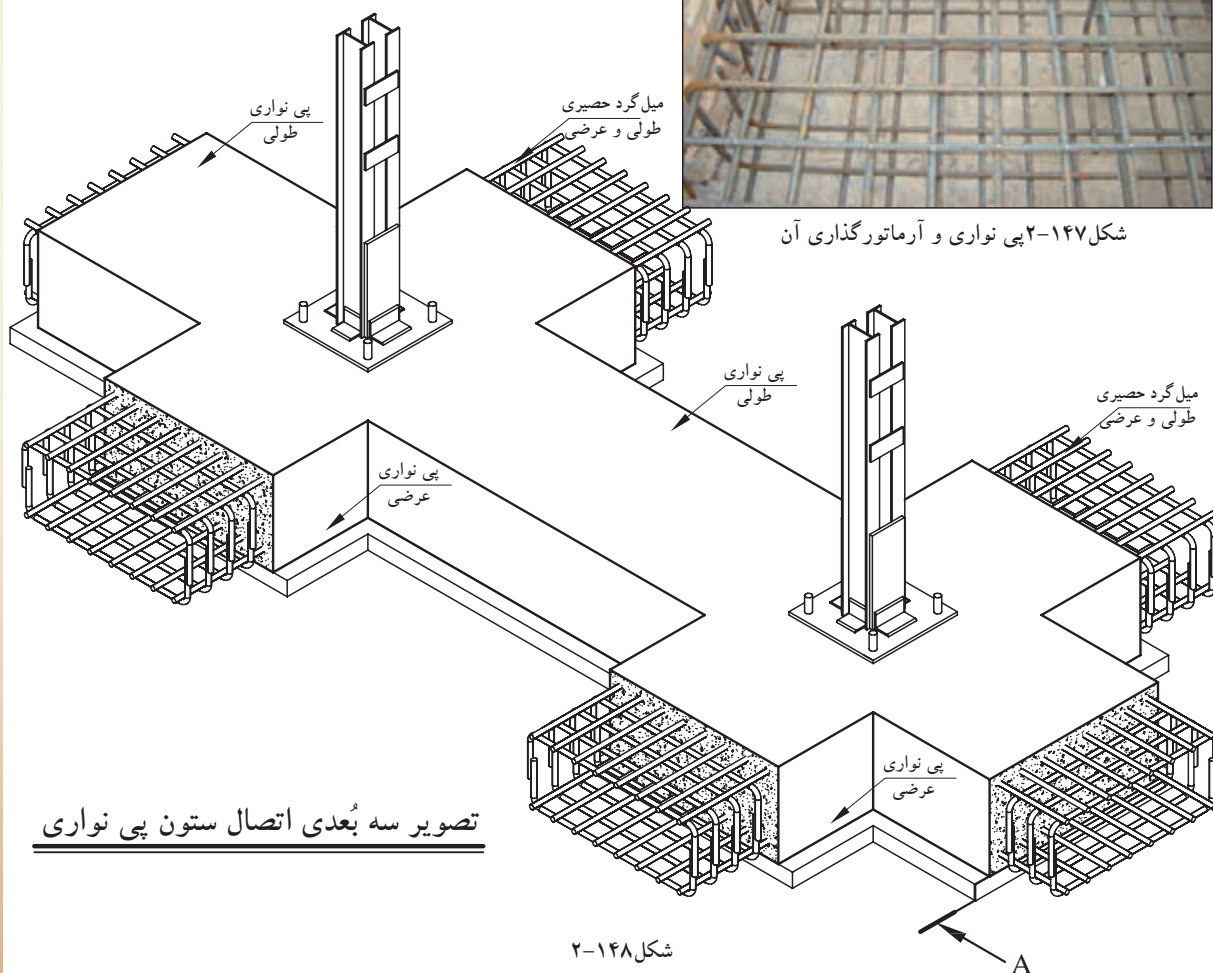 پی نواری
طولی
میل گرد حصیری
طولی و عرضی
شکل۱۴۷-۲پی نواری و آرماتورگذاری آن
پی نواری
طولی
میل گرد حصیری
طولی و عرضی
پی نواری
عرضی
پی نواری
عرضی
تصویر سه بُعدی اتصال ستون پی نواری
شکل۱۴۸-۲
A